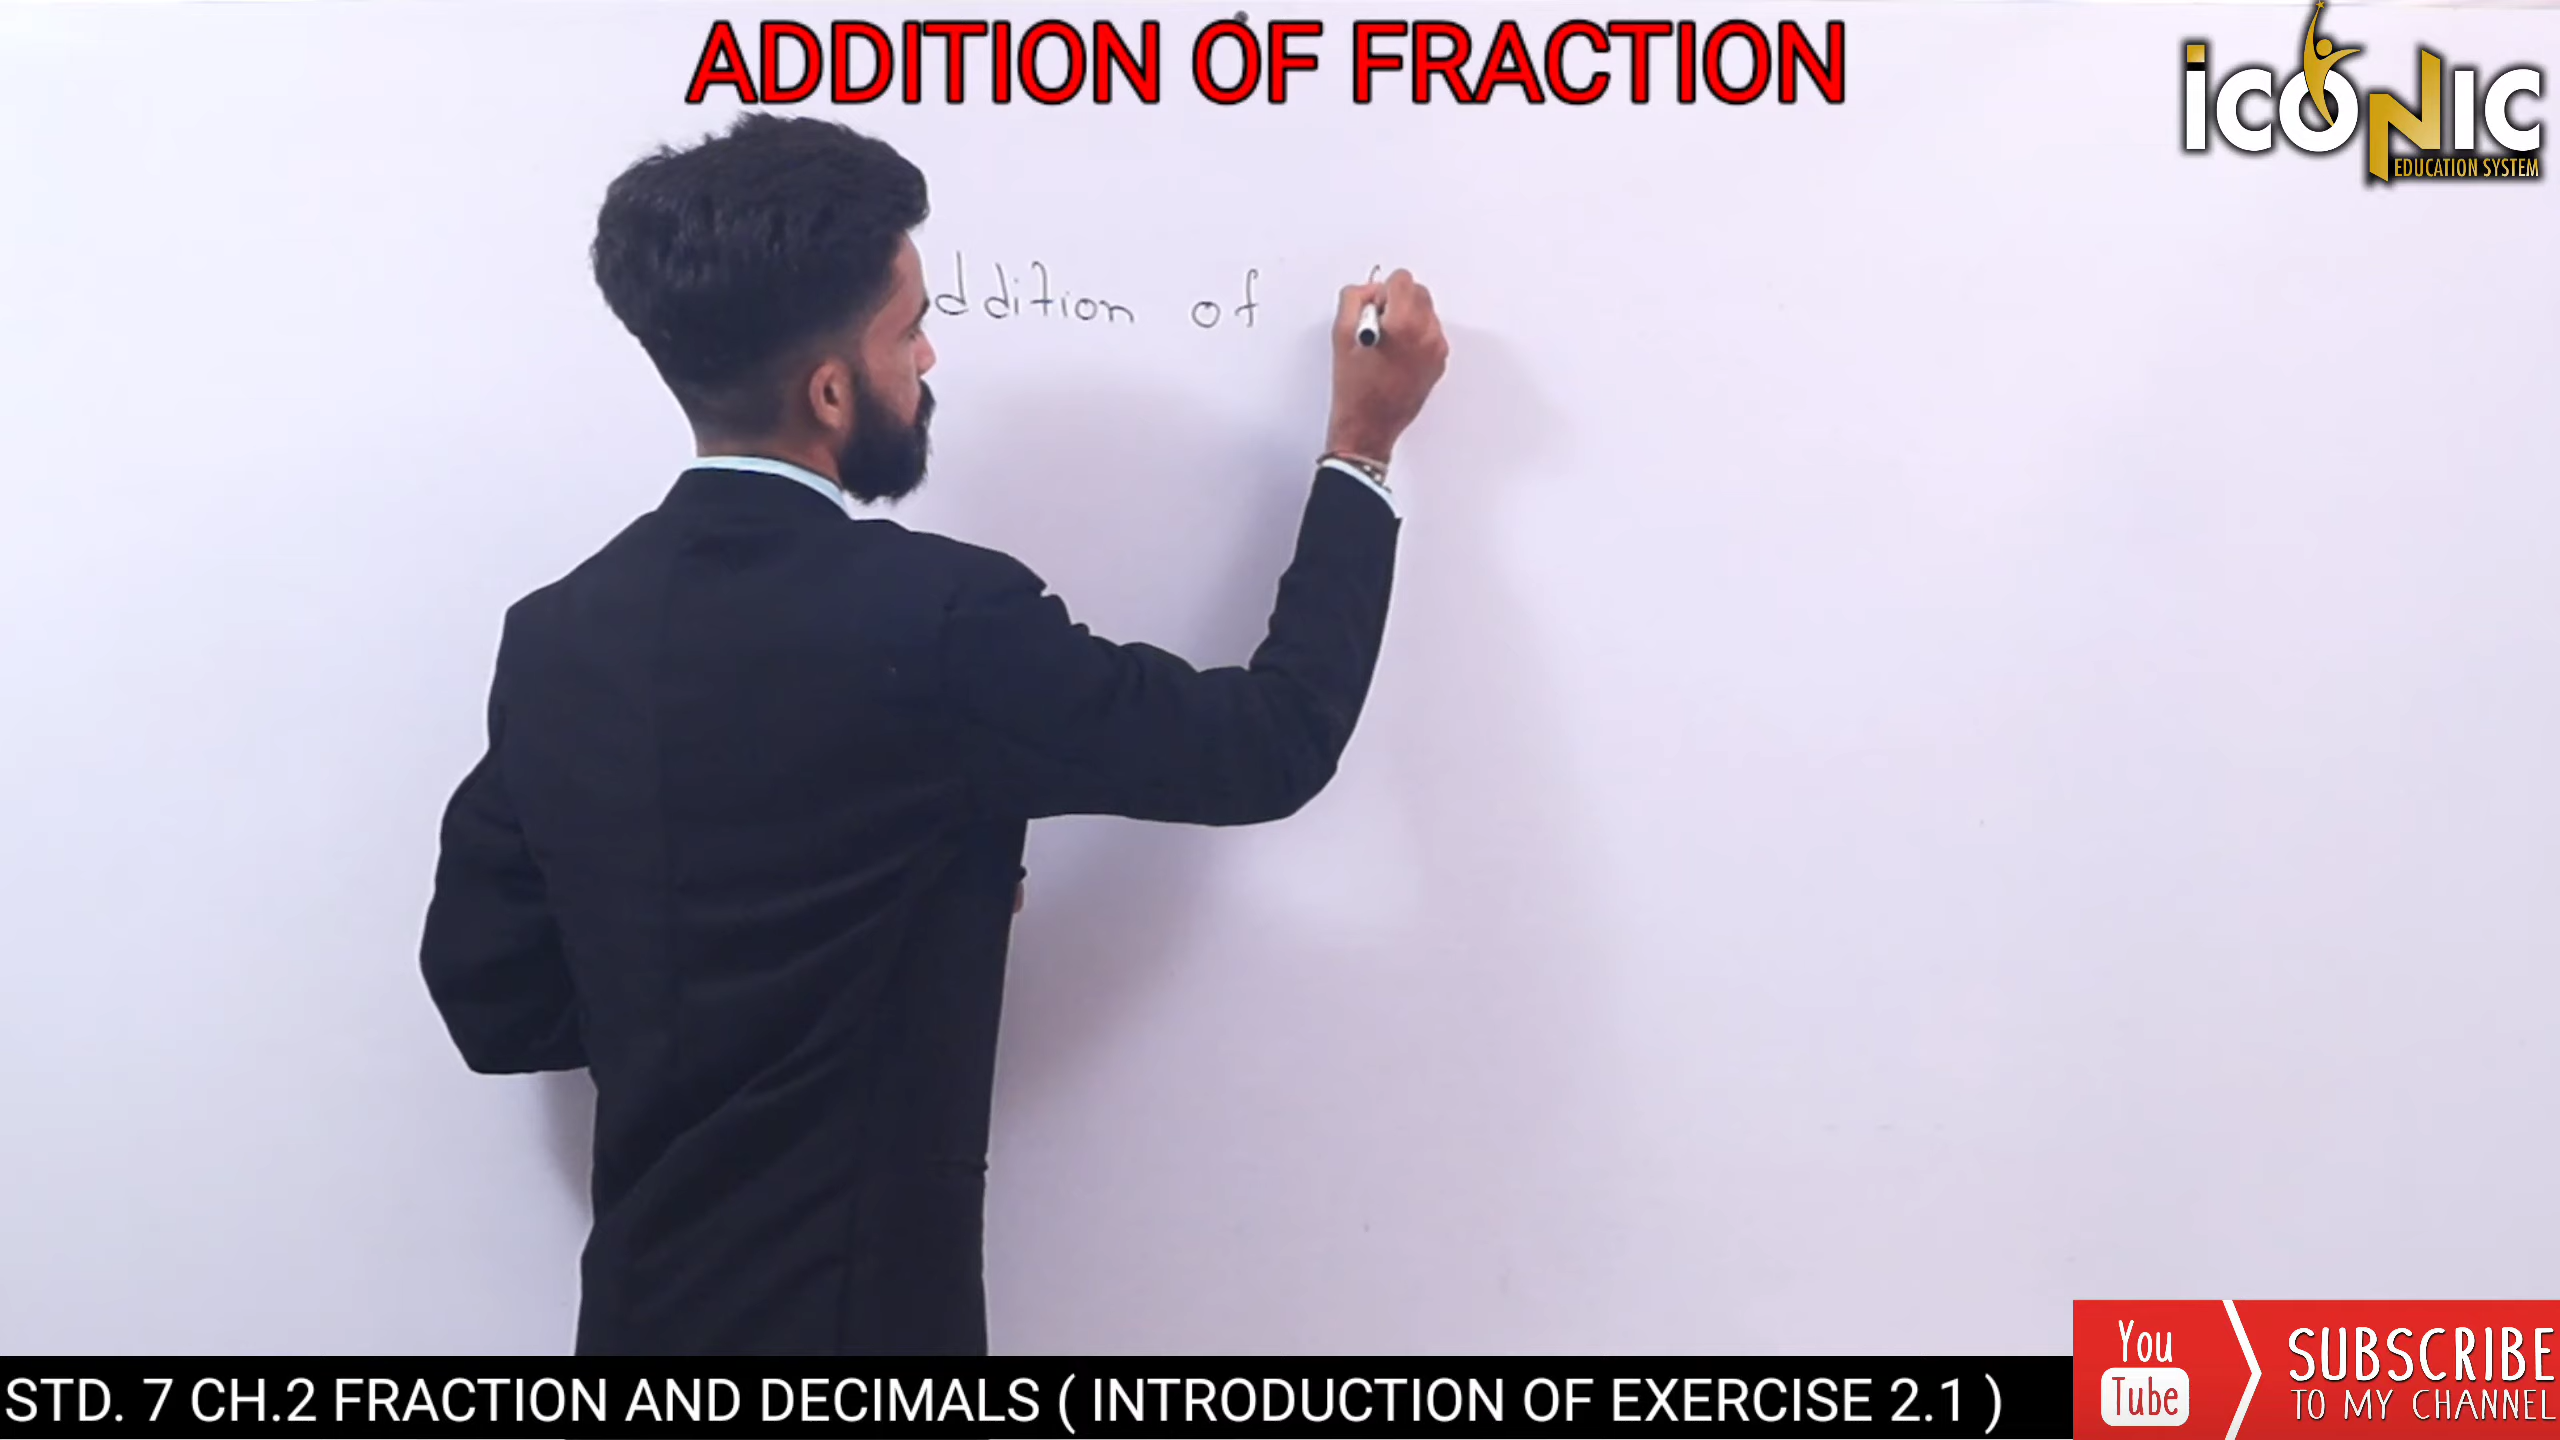 ADDITION OF FRACTION
iCONIC
EDUCATION SYSTEM
ddition of f
STD. 7 CH.2 FRACTION AND DECIMALS ( INTRODUCTION OF EXERCISE 2.1 )
You
Tube
SUBSCRIBE
TO MY CHANNEL